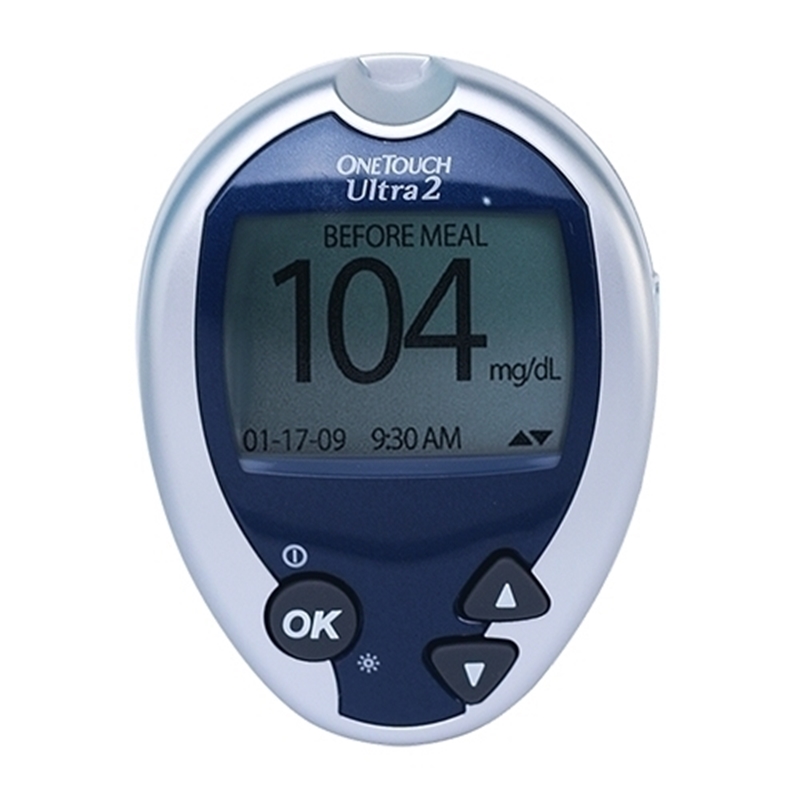 ONETOUCH
Ultra2
BEFORE MEAL
104 mg/dL
01-17-09 9:30 AM
OK